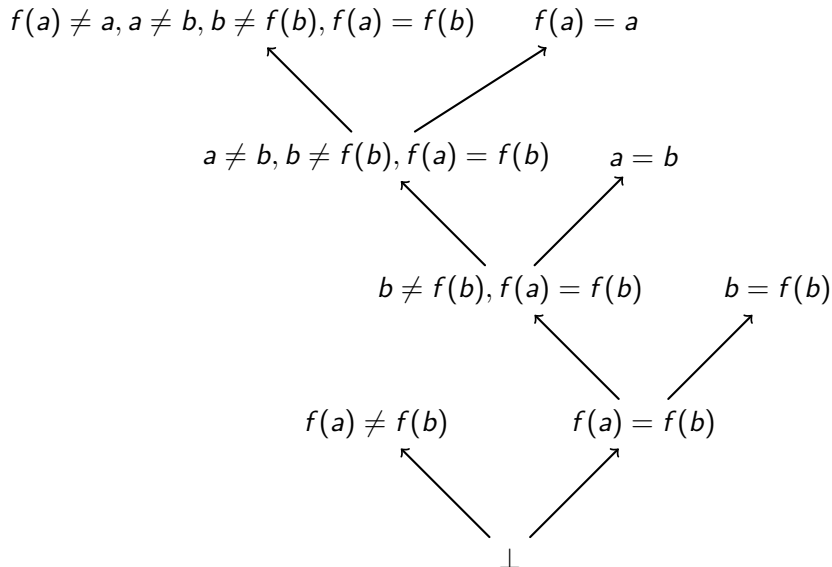 f(a) ≠ a, a ≠ b, b ≠ f(b), f(a) = f(b) f(a) = a
a ≠ b, b ≠ f(b), f(a) = f(b) a = b
b ≠ f(b), f(a) = f(b) b = f(b)
f(a) ≠ f(b) f(a) = f(b)
⊥